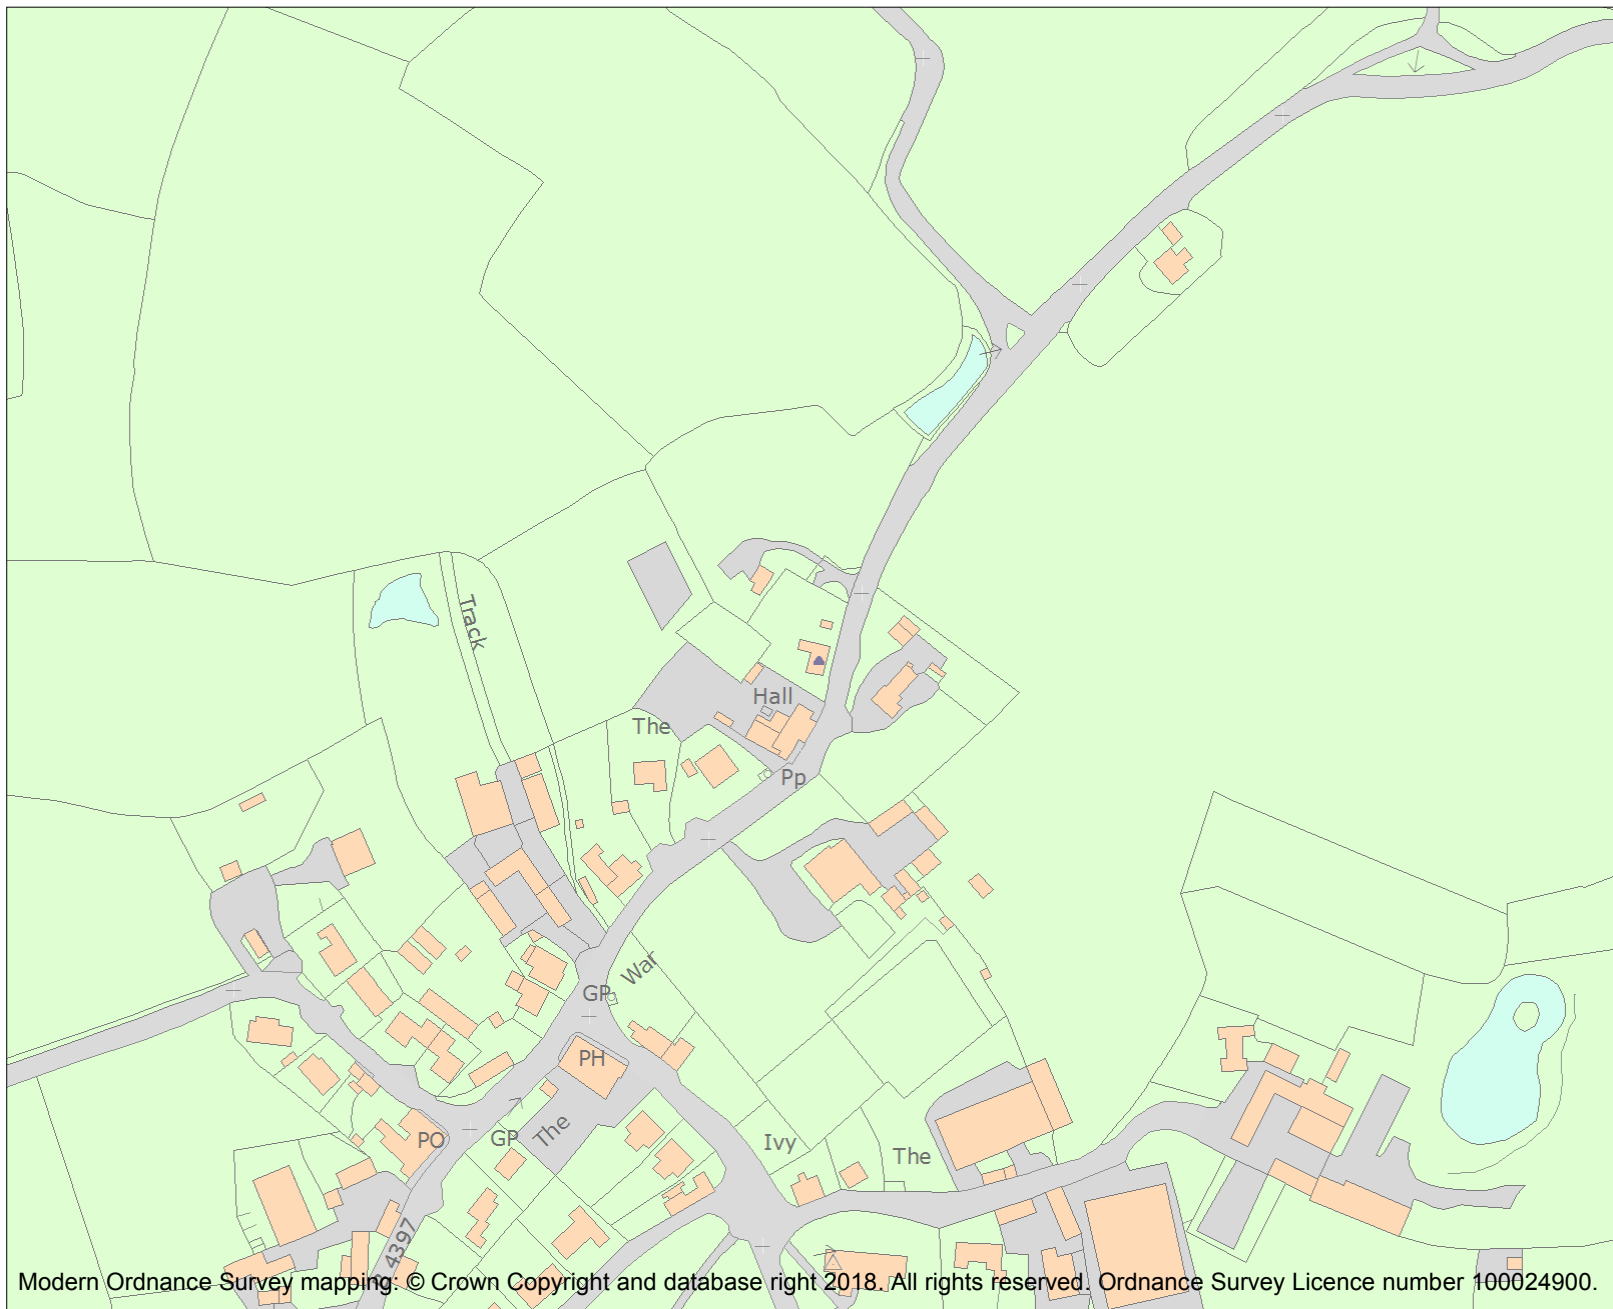 Track
Hall
The
Pp
War
GP
PH
PO
GP
The
Ivy
The
4397
Modern Ordnance Survey mapping: © Crown Copyright and database right 2018. All rights reserved. Ordnance Survey Licence number 100024900.